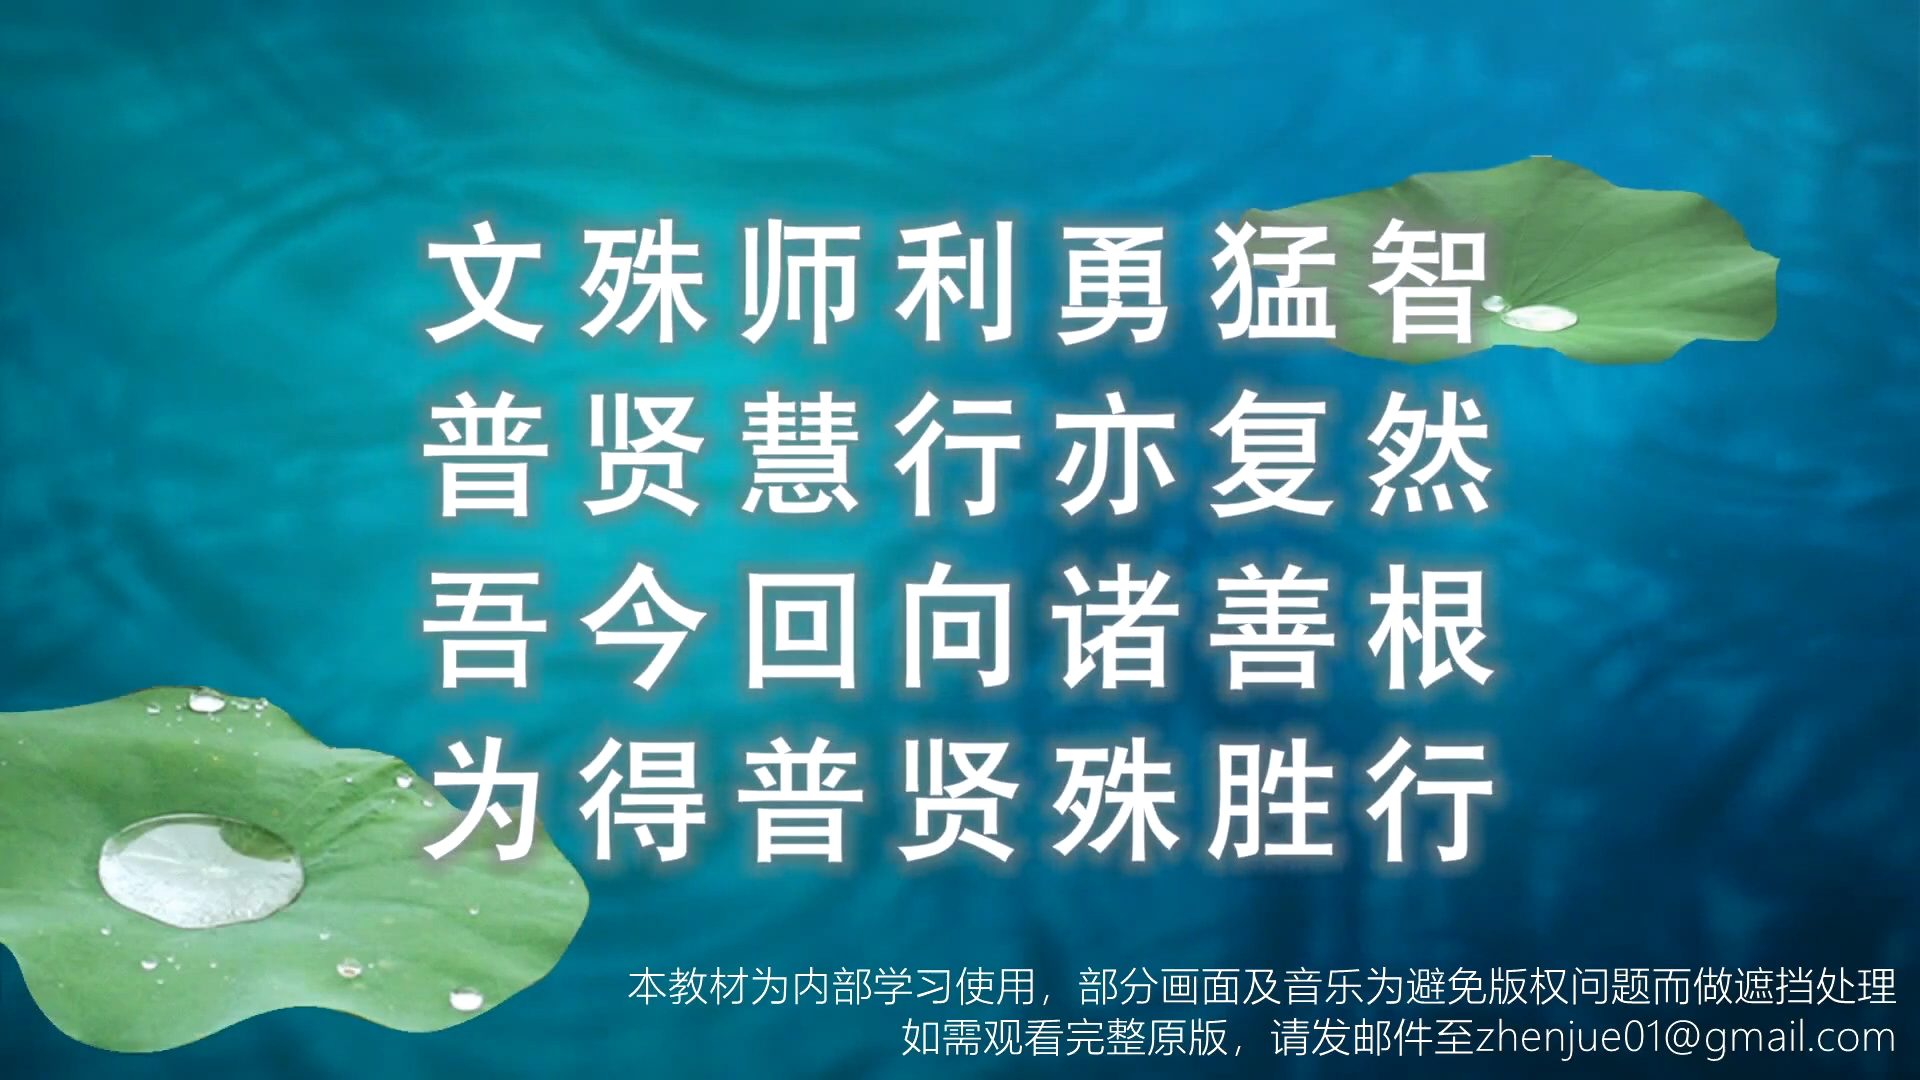 文殊师利勇猛智
普贤慧行亦复然
吾今回向诸善根
为得普贤殊胜行
本教材为内部学习使用，部分画面及音乐为避免版权问题而做遮挡处理
如需观看完整原版，请发邮件至zhenjue01@gmail.com